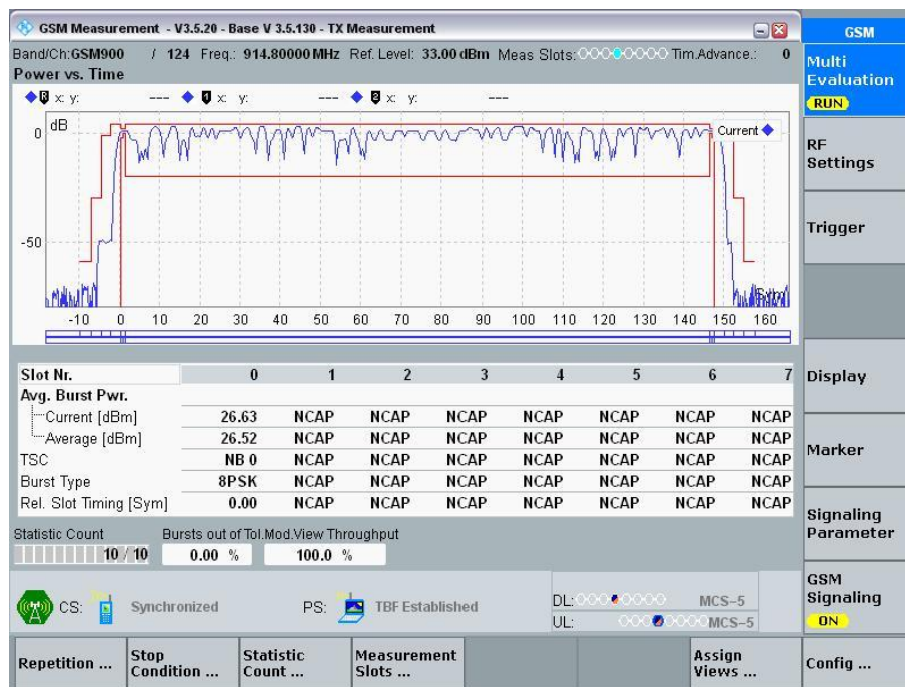 GSM Measurement - V3.5.20 - Base V 3.5.130 - TX Measurement
GSM
Band/Ch:GSM900 / 124 Freq.: 914.80000 MHz Ref. Level: 33.00 dBm Meas Slots: Tim.Advance.: 0
Power vs. Time
Multi
Evaluation
RUN
R x: y: --- x: y: --- 2 x: y: ---
dB
Current
0
-50
Sym
-10 0 10 20 30 40 50 60 70 80 90 100 110 120 130 140 150 160
RF
Settings
Trigger
Slot Nr. 0 1 2 3 4 5 6 7
Avg. Burst Pwr.
Current [dBm] 26.63 NCAP NCAP NCAP NCAP NCAP NCAP NCAP
Average [dBm] 26.52 NCAP NCAP NCAP NCAP NCAP NCAP NCAP
TSC NB 0 NCAP NCAP NCAP NCAP NCAP NCAP NCAP
Burst Type 8PSK NCAP NCAP NCAP NCAP NCAP NCAP NCAP
Rel. Slot Timing [Sym] 0.00 NCAP NCAP NCAP NCAP NCAP NCAP NCAP
Display
Marker
Signaling
Parameter
Statistic Count Bursts out of Tol.Mod.View Throughput
10 / 10 0.00 % 100.0 %
CS: Synchronized PS: TBF Established
DL: MCS-5
UL: MCS-5
GSM
Signaling
ON
Repetition ...
Stop
Condition ...
Statistic
Count ...
Measurement
Slots ...
Assign
Views ...
Config ...